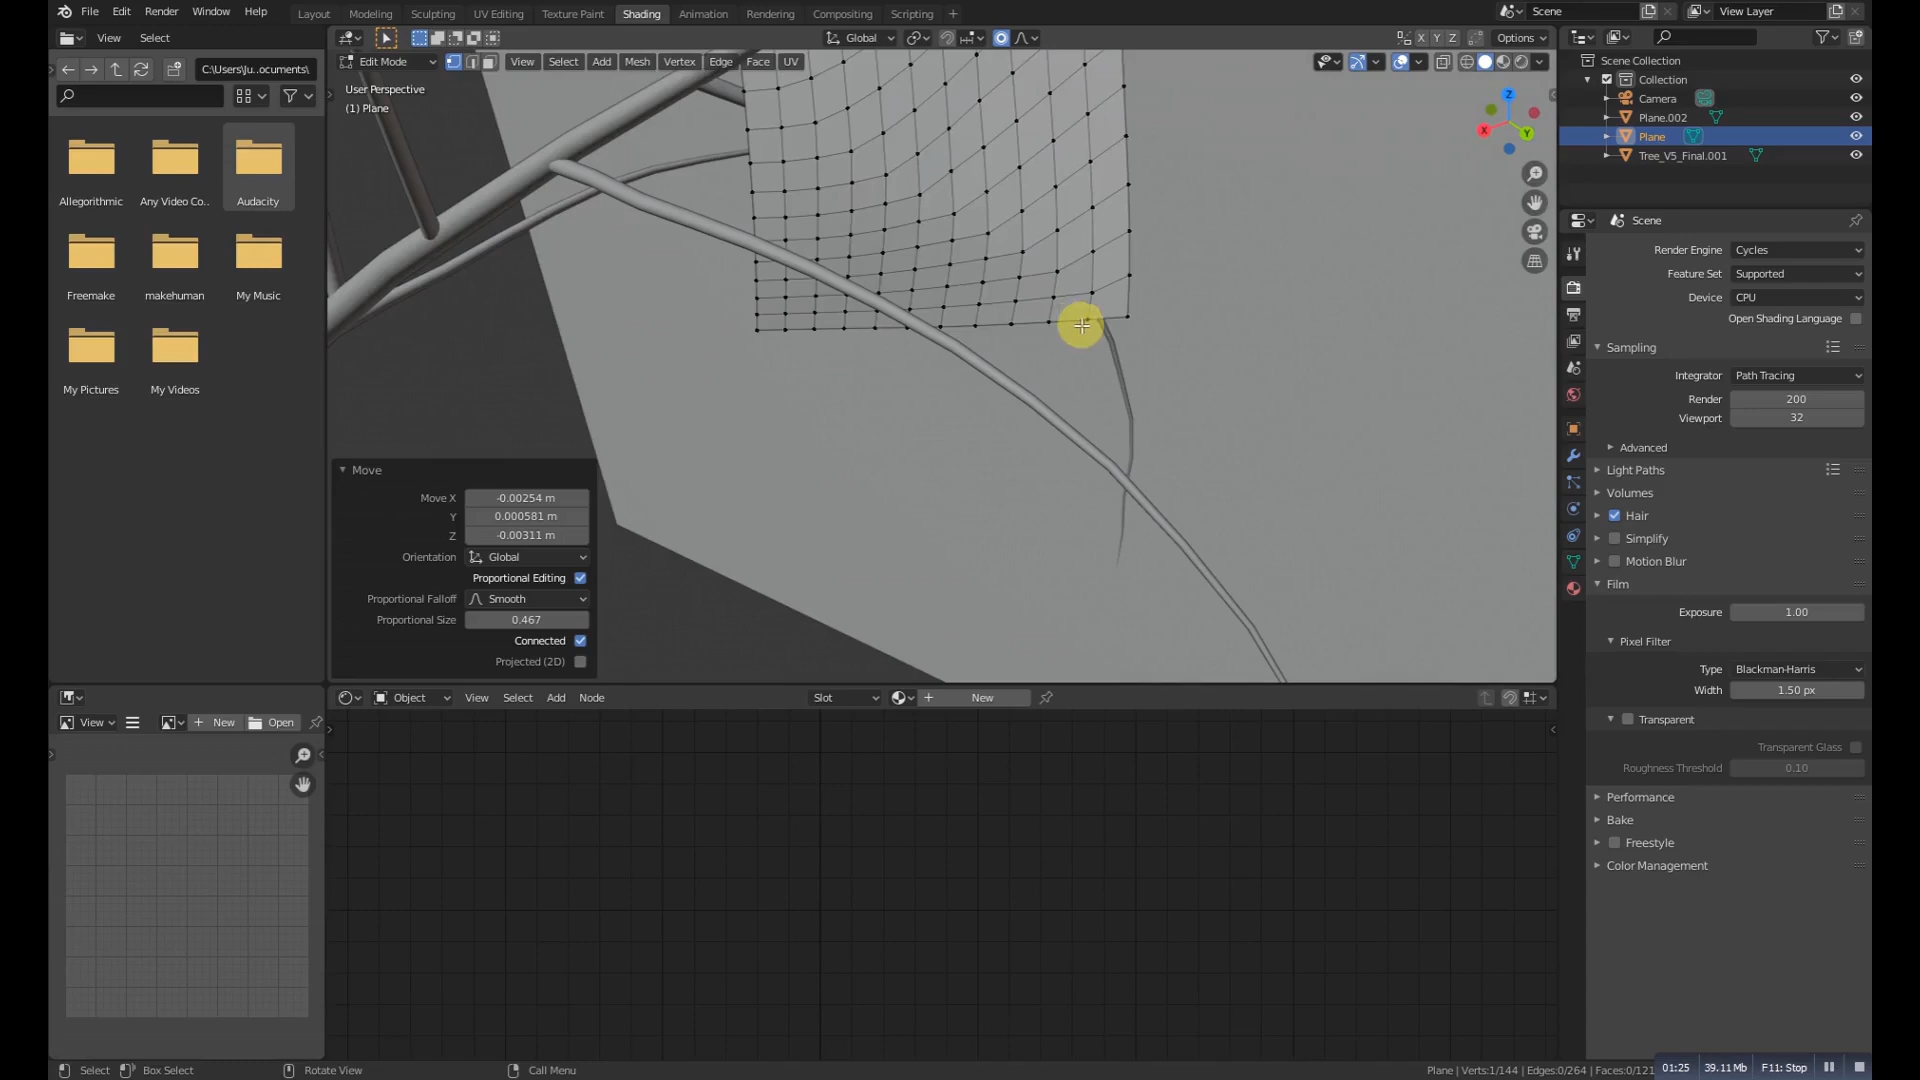 File Edit Render Window Help
Layout Modeling Sculpting UV Editing Texture Paint Shading Animation Rendering Compositing Scripting
Scene View Layer
View Select
Global X Y Z Options
C:\Users\Ju..ocuments\
Edit Mode View Select Add Mesh Vertex Edge Face UV
User Perspective
(1) Plane
Z
X Y
Allegorithmic Any Video Co.. Audacity
Freemake makehuman My Music
My Pictures My Videos
Move
Move X -0.00254 m
Y 0.000581 m
Z -0.00311 m
Orientation Global
Proportional Editing
Proportional Falloff Smooth
Proportional Size 0.467
Connected
Projected (2D)
Scene Collection
Collection
Camera
Plane.002
Plane
Tree_V5_Final.001
Scene
Render Engine Cycles
Feature Set Supported
Device CPU
Open Shading Language
Sampling
Integrator Path Tracing
Render 200
Viewport 32
Advanced
Light Paths
Volumes
Hair
Simplify
Motion Blur
Film
Exposure 1.00
Pixel Filter
Type Blackman-Harris
Width 1.50 px
Transparent
Transparent Glass
Roughness Threshold 0.10
Performance
Bake
Freestyle
Color Management
Object View Select Add Node Slot New
View New Open
Select Box Select Rotate View Call Menu
Plane | Verts:1/144 | Edges:0/264 | Faces:0/121
01:25 39.11 Mb F11: Stop